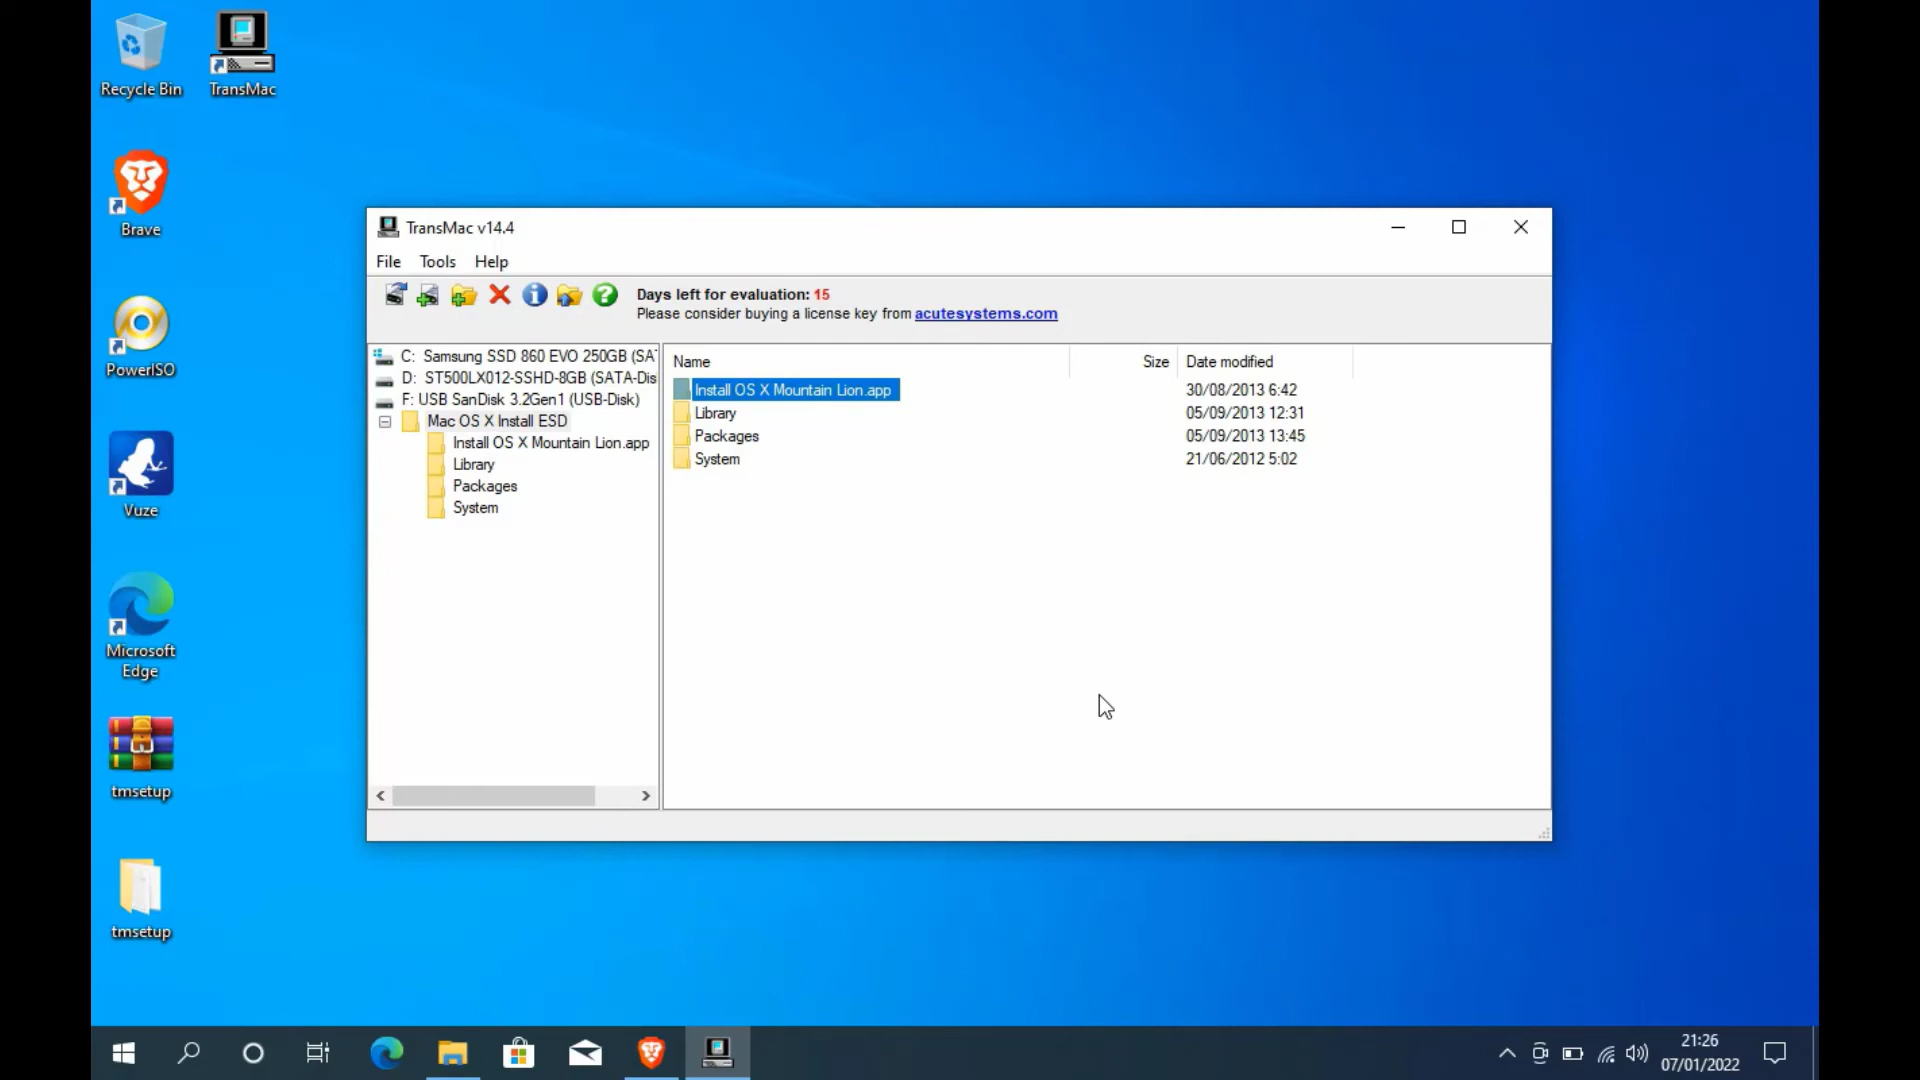 Recycle Bin
TransMac
Brave
PowerISO
Vuze
Microsoft
Edge
tmsetup
tmsetup
TransMac v14.4
File Tools Help
Days left for evaluation: 15
Please consider buying a license key from acutesystems.com
C: Samsung SSD 860 EVO 250GB (SAT
D: ST500LX012-SSHD-8GB (SATA-Dis
F: USB SanDisk 3.2Gen1 (USB-Disk)
Mac OS X Install ESD
Install OS X Mountain Lion.app
Library
Packages
System
Name Size Date modified
Install OS X Mountain Lion.app 30/08/2013 6:42
Library 05/09/2013 12:31
Packages 05/09/2013 13:45
System 21/06/2012 5:02
21:26
07/01/2022